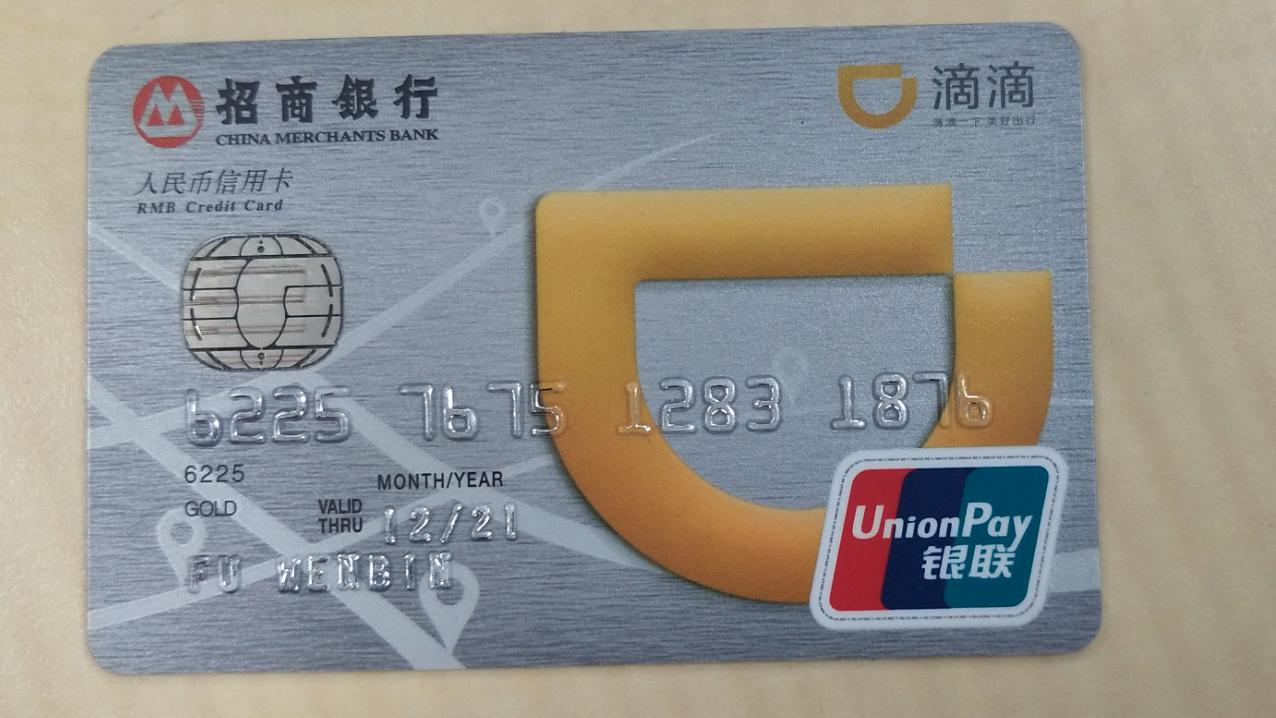 招商銀行
CHINA MERCHANTS BANK
滴滴
滴滴一下 美好出行
人民币信用卡
RMB Credit Card
6225 7675 1283 1876
6225
MONTH/YEAR
GOLD
VALID THRU 12/21
FU WENBIN
UnionPay
银联